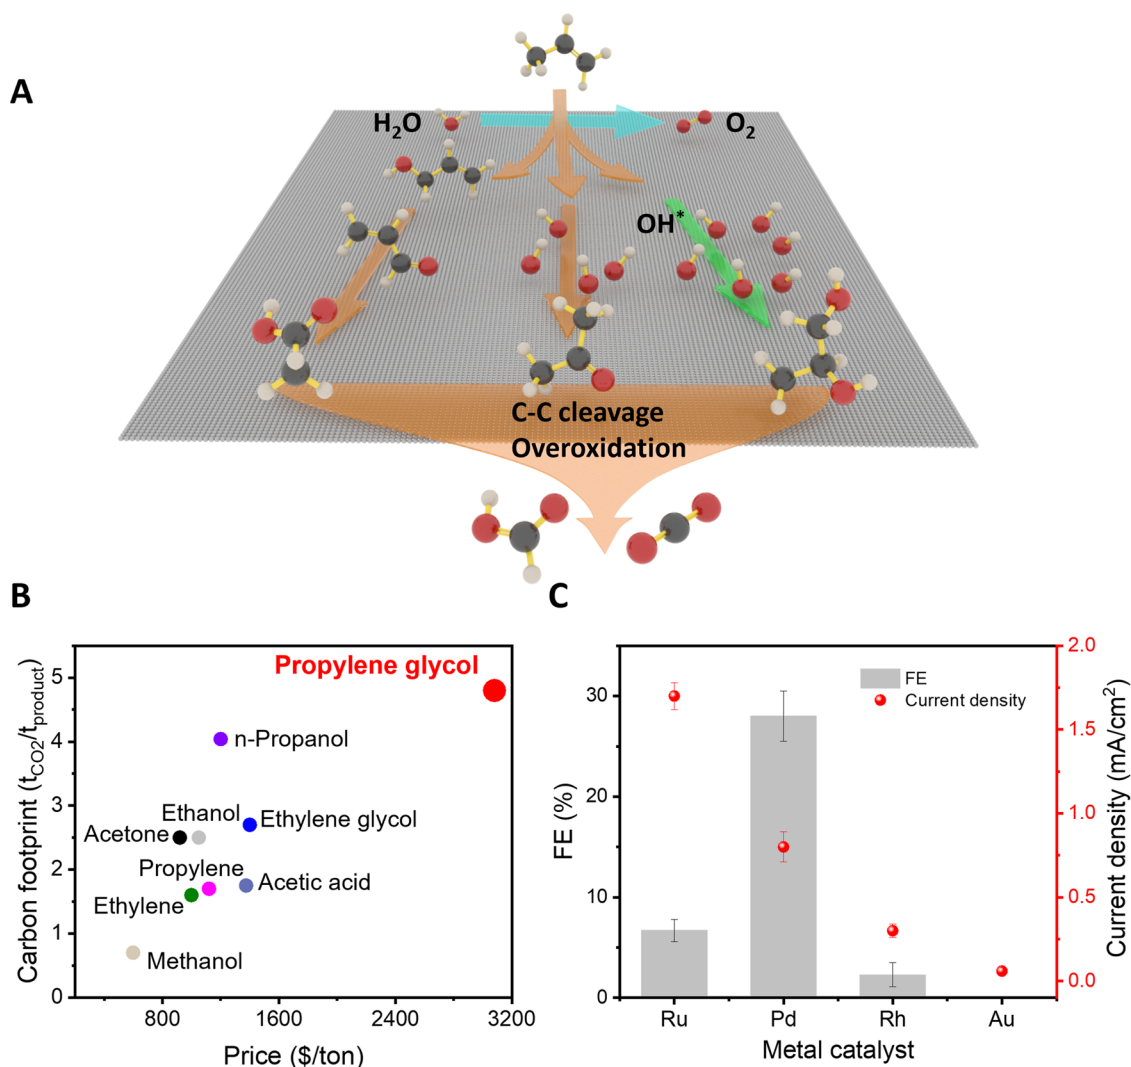 A
H2O
O2
OH*
C-C cleavage
Overoxidation
B
Carbon footprint (tCO2/tproduct)
5
4
3
2
1
0
Propylene glycol
n-Propanol
Ethanol
Ethylene glycol
Acetone
Propylene
Acetic acid
Ethylene
Methanol
800
1600
2400
3200
Price ($/ton)
C
FE (%)
30
20
10
0
FE
Current density
2.0
1.5
1.0
0.5
0.0
Current density (mA/cm2)
Ru
Pd
Rh
Au
Metal catalyst